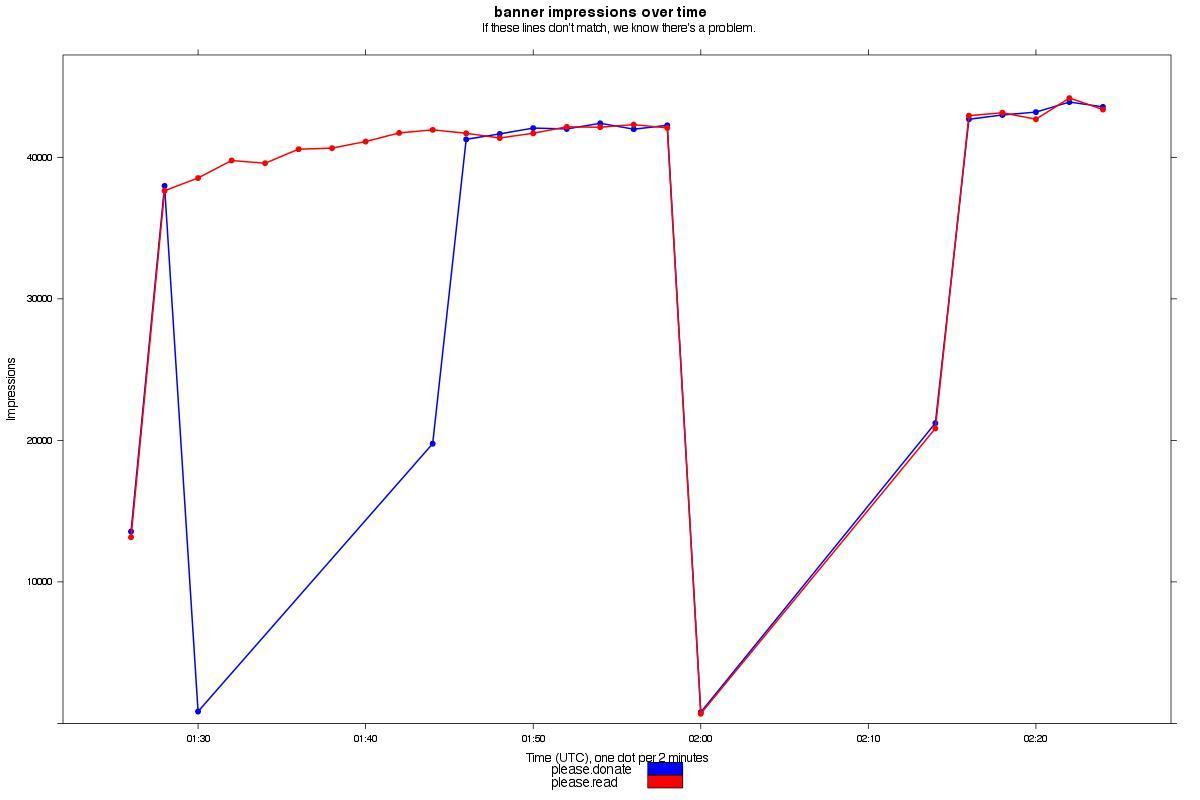 banner impressions over time
If these lines don't match, we know there's a problem.
40000
30000
20000
10000
Impressions
01:30 01:40 01:50 02:00 02:10 02:20
Time (UTC), one dot per 2 minutes
please.donate
please.read